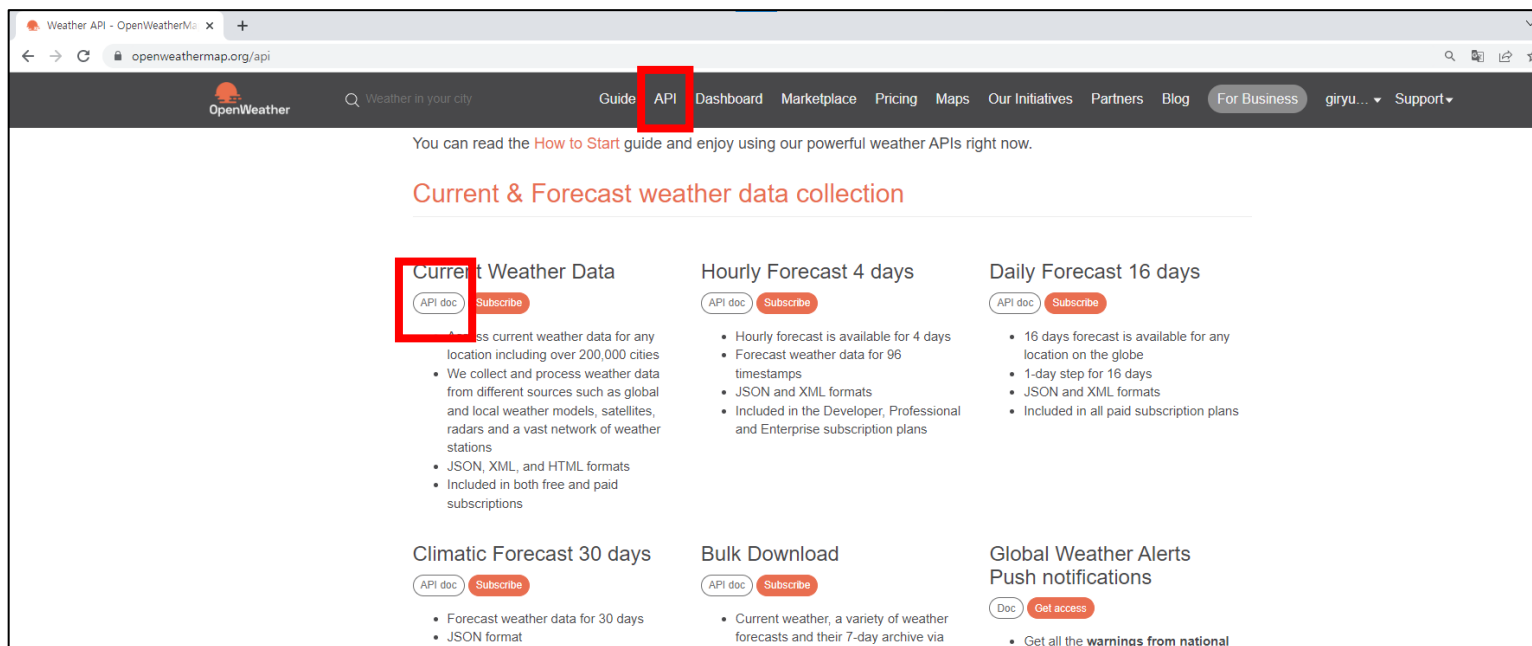 Weather API - OpenWeatherMa
openweathermap.org/api
OpenWeather
Weather in your city
Guide API Dashboard Marketplace Pricing Maps Our Initiatives Partners Blog For Business giryu... Support
You can read the How to Start guide and enjoy using our powerful weather APIs right now.
Current & Forecast weather data collection
Current Weather Data
API doc Subscribe
Access current weather data for any
location including over 200,000 cities
We collect and process weather data
from different sources such as global
and local weather models, satellites,
radars and a vast network of weather
stations
JSON, XML, and HTML formats
Included in both free and paid
subscriptions
Hourly Forecast 4 days
API doc Subscribe
Hourly forecast is available for 4 days
Forecast weather data for 96
timestamps
JSON and XML formats
Included in the Developer, Professional
and Enterprise subscription plans
Daily Forecast 16 days
API doc Subscribe
16 days forecast is available for any
location on the globe
1-day step for 16 days
JSON and XML formats
Included in all paid subscription plans
Climatic Forecast 30 days
API doc Subscribe
Forecast weather data for 30 days
JSON format
Bulk Download
API doc Subscribe
Current weather, a variety of weather
forecasts and their 7-day archive via
Global Weather Alerts
Push notifications
Doc Get access
Get all the warnings from national